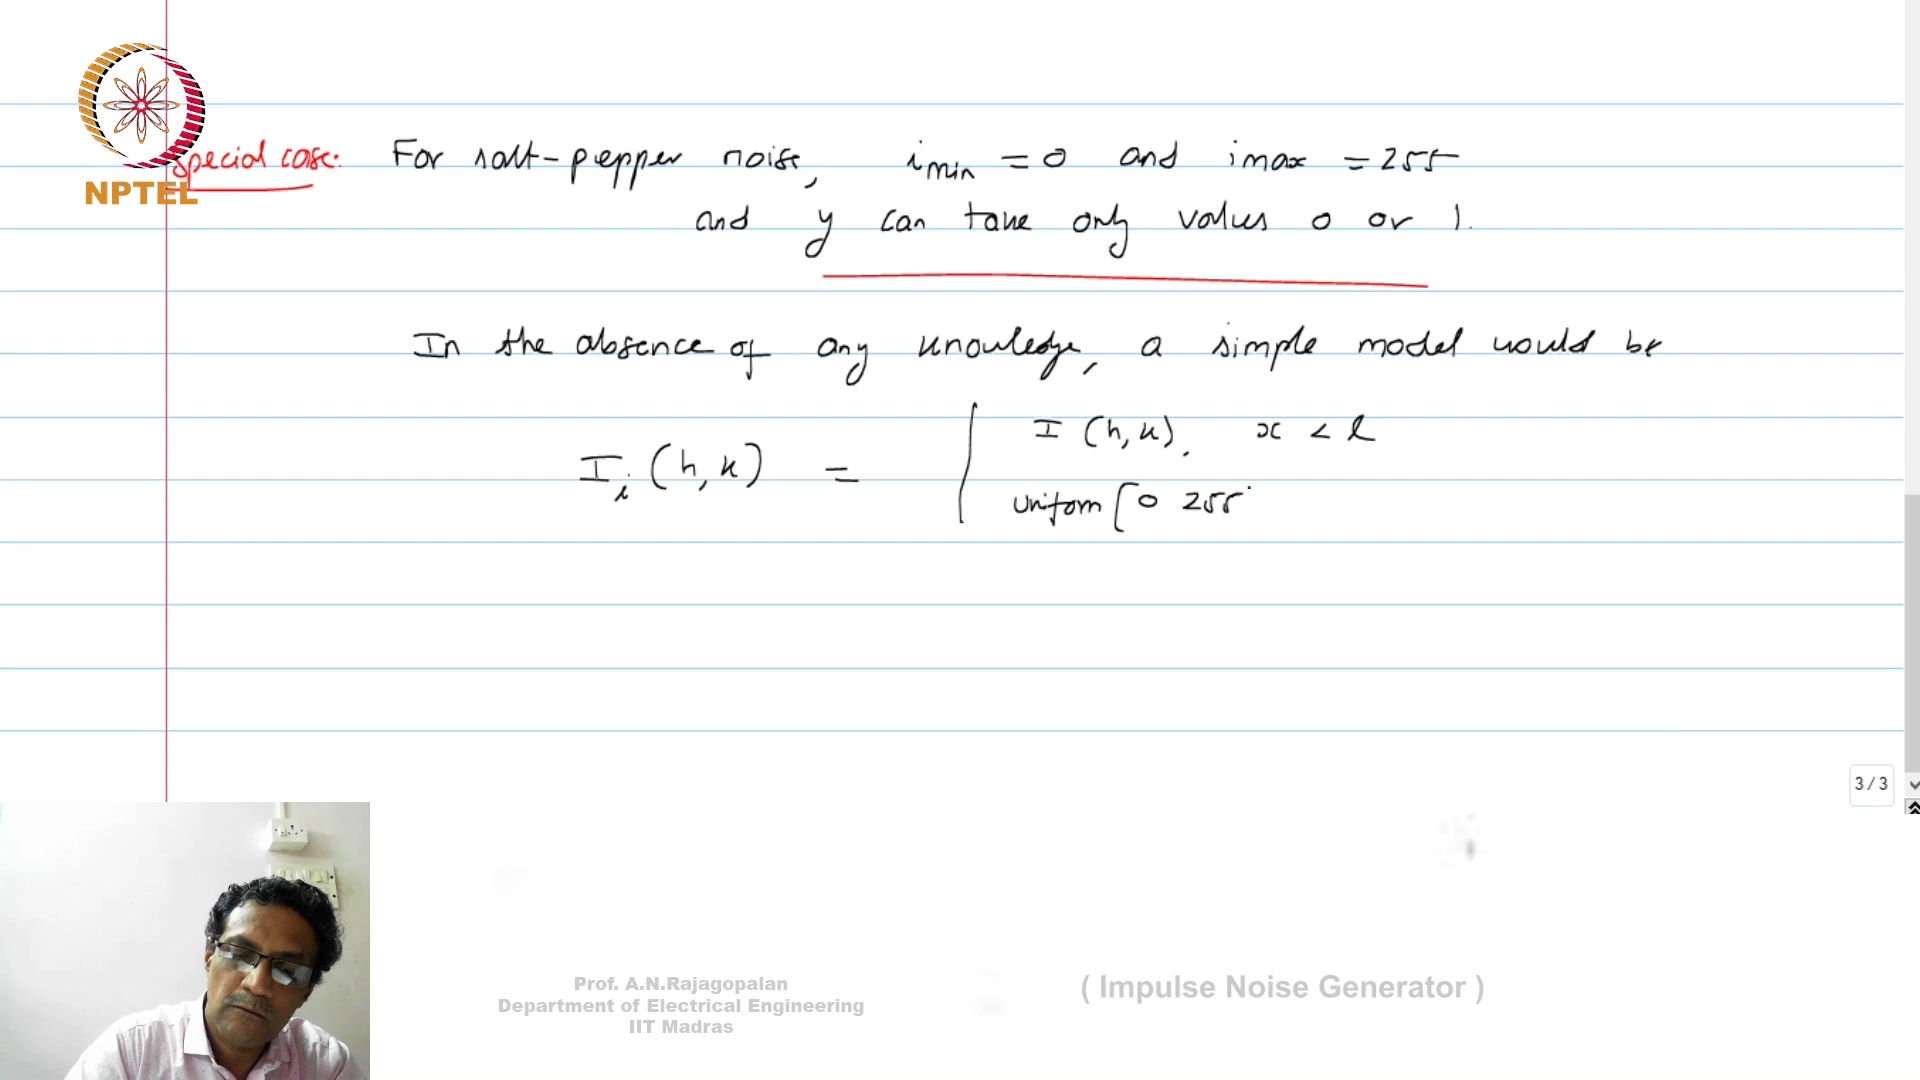 NPTEL
Special case: For salt-pepper noise, imin = 0 and imax = 255
and y can take only values 0 or 1.
In the absence of any knowledge, a simple model would be
Ii (h, k) = { I (h, k), x < l
Uniform [0 255
3 / 3
Prof. A.N.Rajagopalan
Department of Electrical Engineering
IIT Madras
( Impulse Noise Generator )